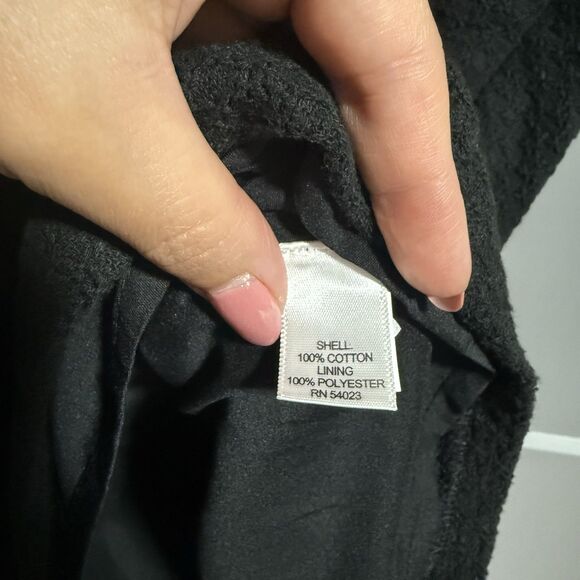 SHELL
100% COTTON
LINING
100% POLYESTER
RN 54023